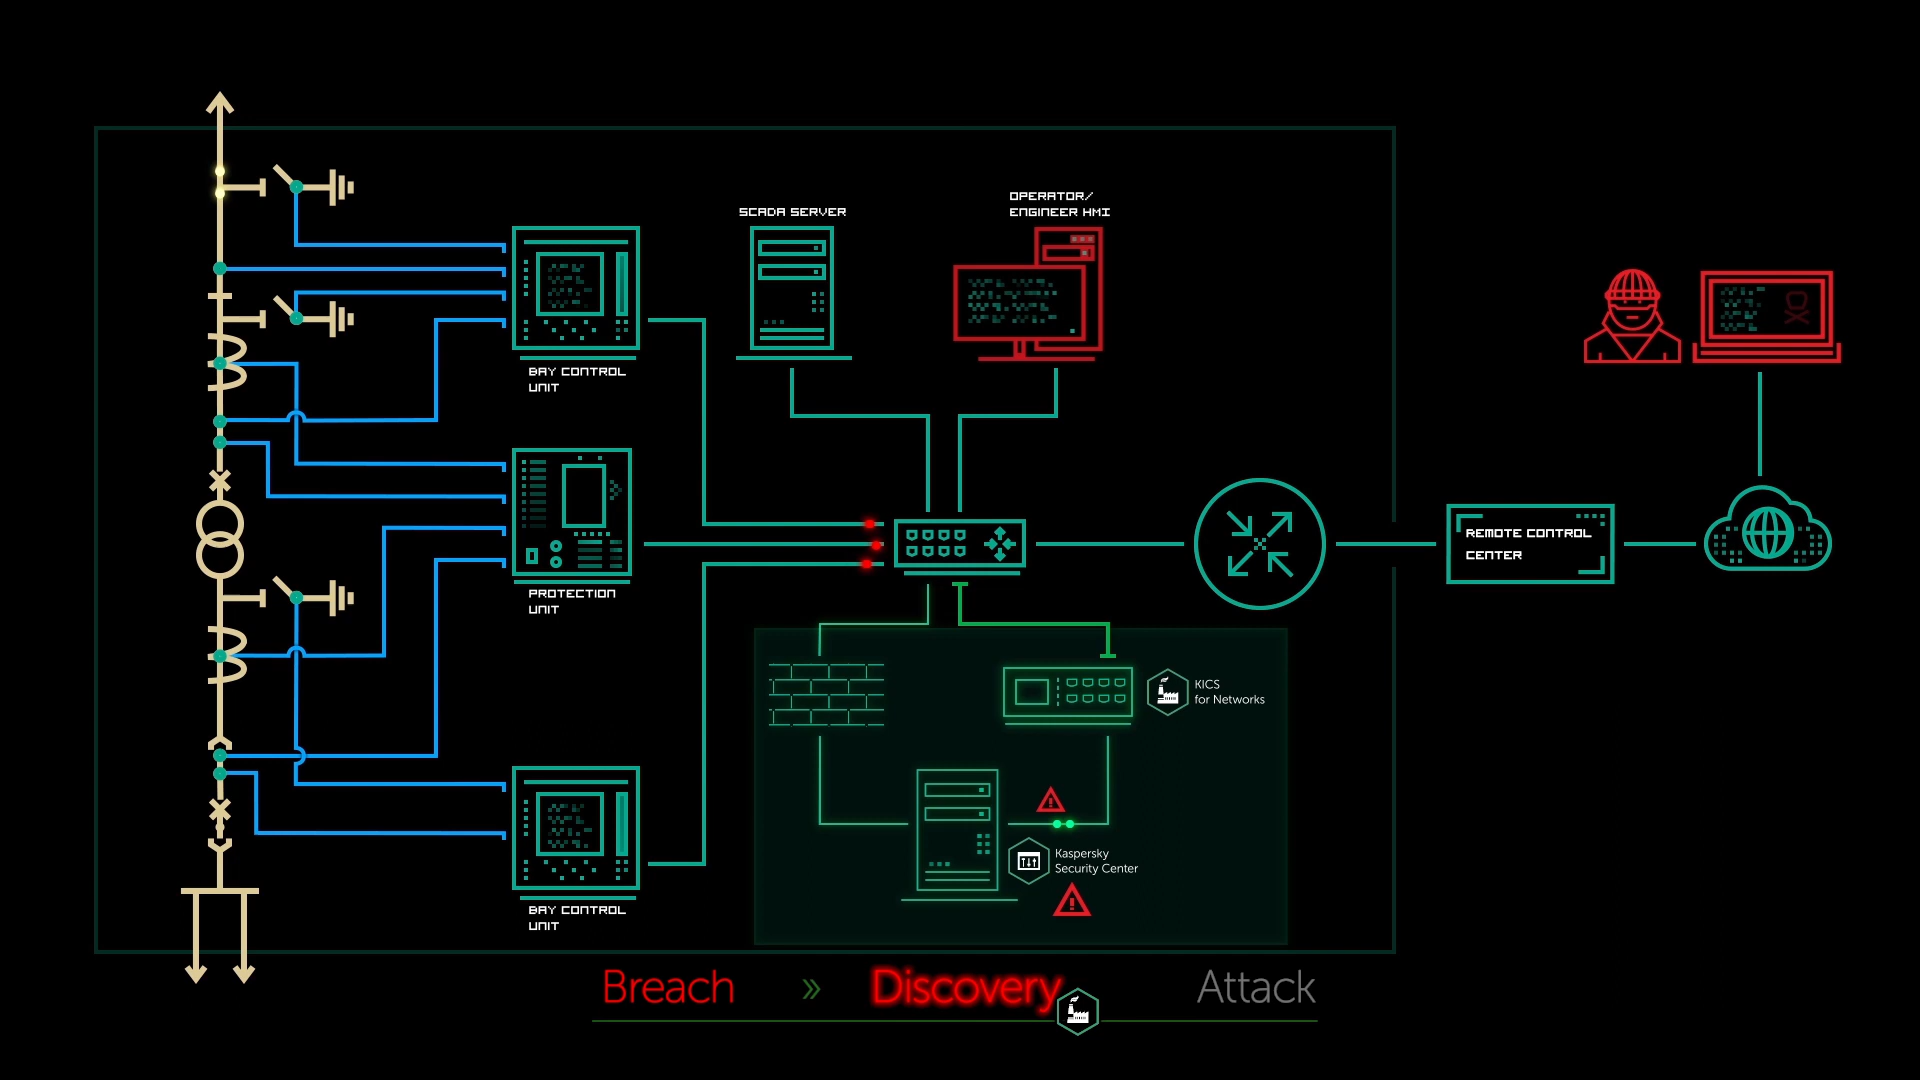 SCADA SERVER
OPERATOR/
ENGINEER HMI
BAY CONTROL
UNIT
PROTECTION
UNIT
REMOTE CONTROL
CENTER
KICS
for Networks
Kaspersky
Security Center
BAY CONTROL
UNIT
Breach » Discovery Attack